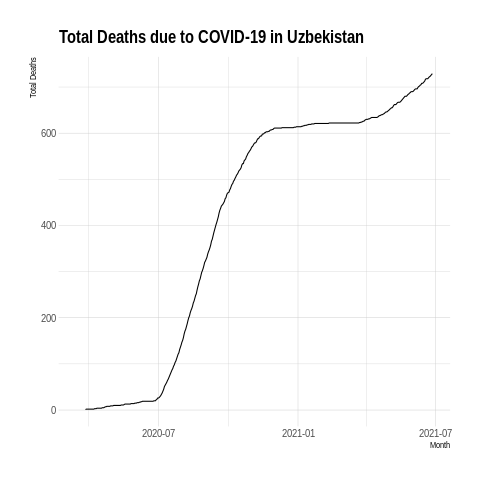 Total Deaths due to COVID-19 in Uzbekistan
Total Deaths
600
400
200
0
2020-07
2021-01
2021-07
Month